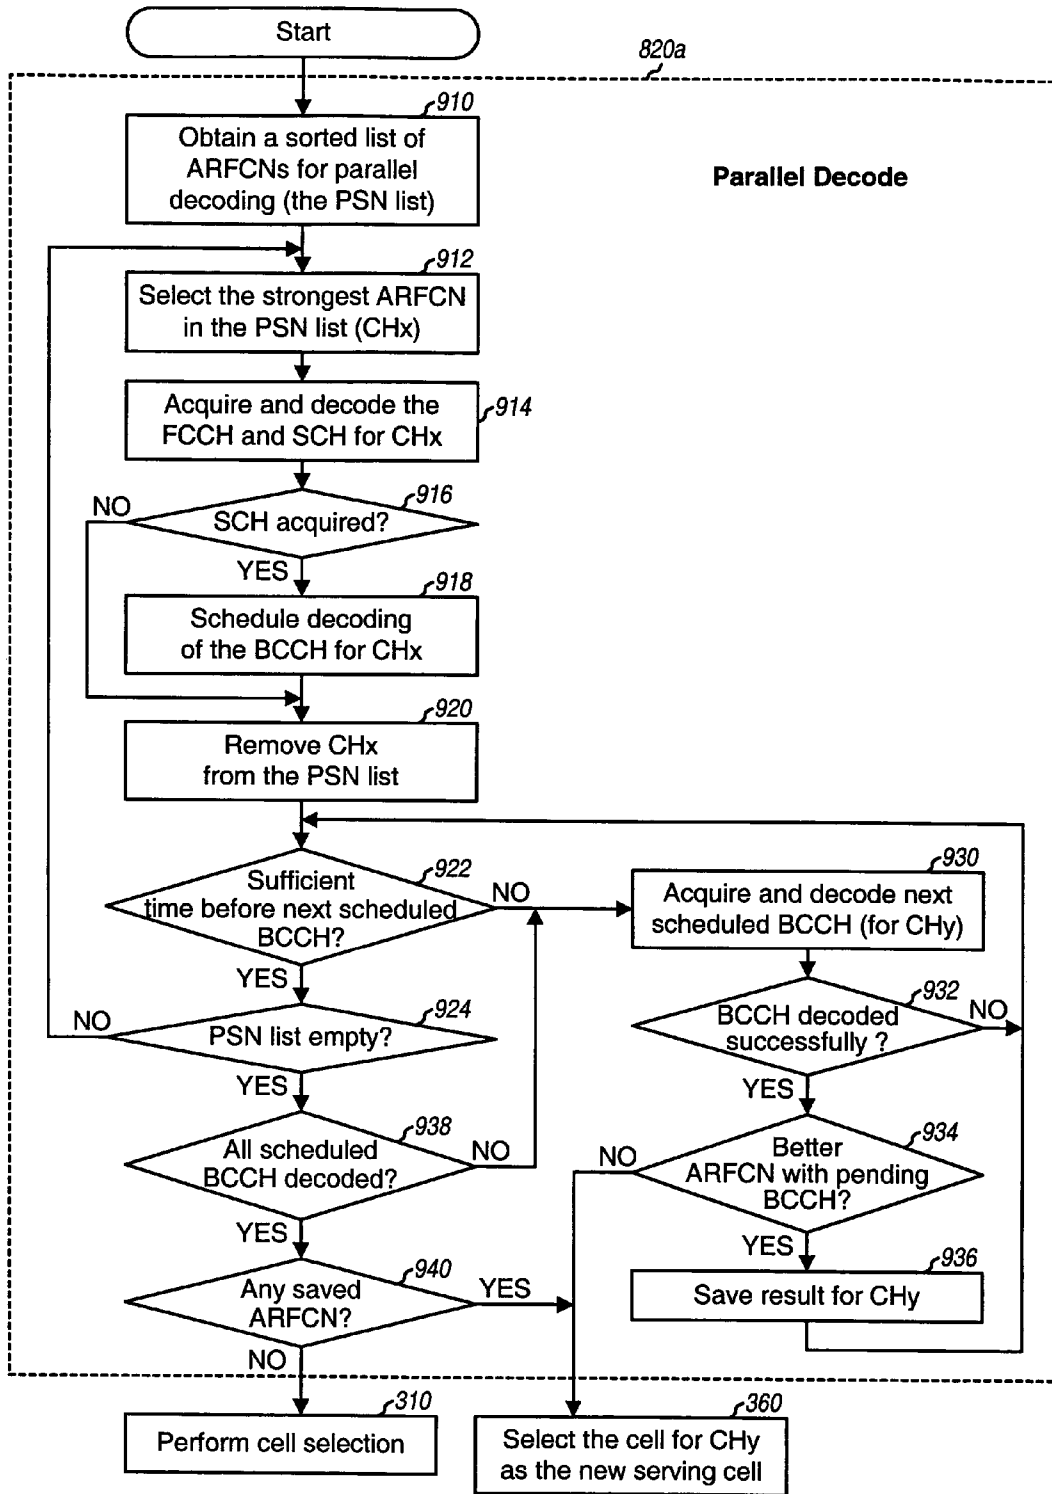 Start
820a
910
Obtain a sorted list of
ARFCNs for parallel
decoding (the PSN list)
Parallel Decode
912
Select the strongest ARFCN
in the PSN list (CHx)
914
Acquire and decode the
FCCH and SCH for CHx
916
NO
SCH acquired?
YES
918
Schedule decoding
of the BCCH for CHx
920
Remove CHx
from the PSN list
922
Sufficient
time before next scheduled
BCCH?
NO
YES
930
Acquire and decode next
scheduled BCCH (for CHy)
924
NO
PSN list empty?
YES
932
BCCH decoded
successfully ?
NO
YES
938
All scheduled
BCCH decoded?
NO
YES
934
NO
Better
ARFCN with pending
BCCH?
YES
940
Any saved
ARFCN?
YES
NO
936
Save result for CHy
310
Perform cell selection
360
Select the cell for CHy
as the new serving cell